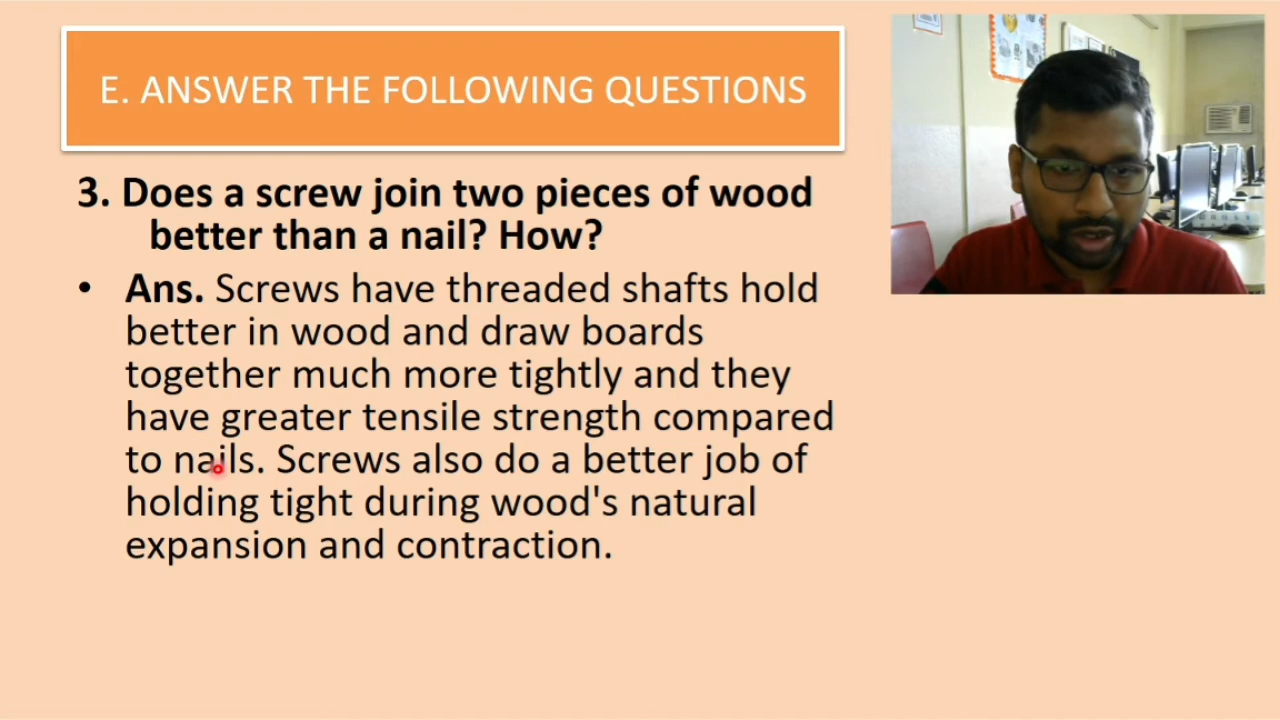 E. ANSWER THE FOLLOWING QUESTIONS
3. Does a screw join two pieces of wood
better than a nail? How?
• Ans. Screws have threaded shafts hold
better in wood and draw boards
together much more tightly and they
have greater tensile strength compared
to nails. Screws also do a better job of
holding tight during wood's natural
expansion and contraction.